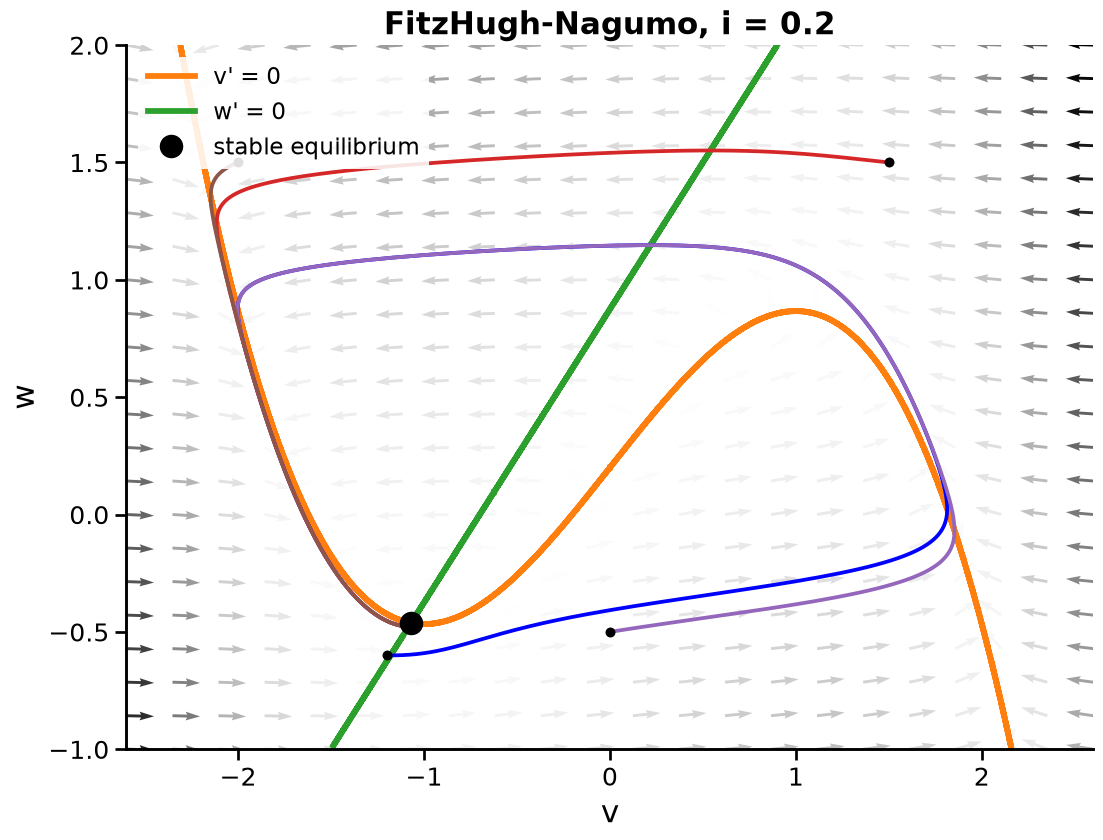 FitzHugh-Nagumo, i = 0.2
2.0
v' = 0
w' = 0
stable equilibrium
1.5
1.0
w
0.5
0.0
−0.5
−1.0
−2
−1
0
1
2
v